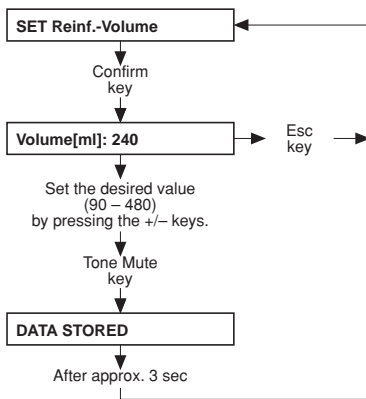 SET Reinf.-Volume
Confirm
key
Volume[ml]: 240
Esc
key
Set the desired value
(90 – 480)
by pressing the +/– keys.
Tone Mute
key
DATA STORED
After approx. 3 sec